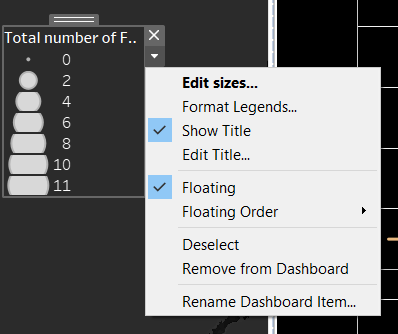 Total number of F..
0
2
4
6
8
10
11
Edit sizes...
Format Legends...
Show Title
Edit Title...
Floating
Floating Order
Deselect
Remove from Dashboard
Rename Dashboard Item...